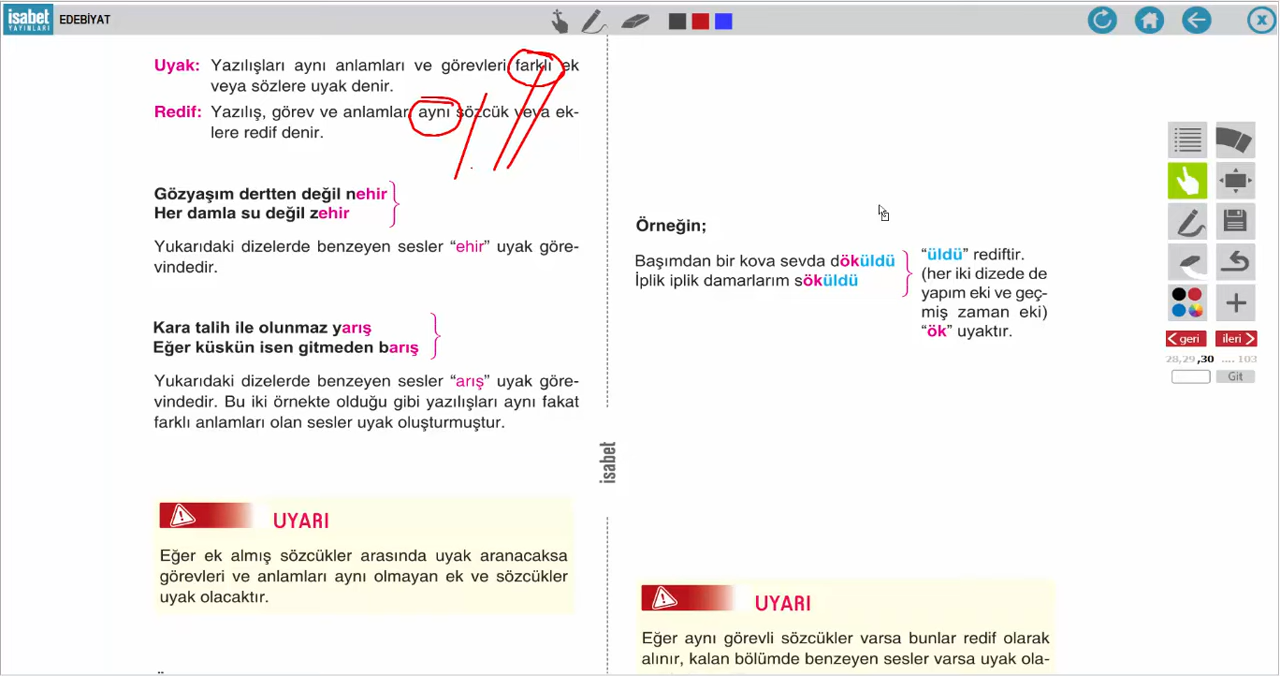 isabet
YAYINLARI
EDEBİYAT
Uyak: Yazılışları aynı anlamları ve görevleri farklı ek
veya sözlere uyak denir.
Redif: Yazılış, görev ve anlamları aynı sözcük veya ek-
lere redif denir.
Gözyaşım dertten değil nehir
Her damla su değil zehir
Yukarıdaki dizelerde benzeyen sesler “ehir” uyak göre-
vindedir.
Kara talih ile olunmaz yarış
Eğer küskün isen gitmeden barış
Yukarıdaki dizelerde benzeyen sesler “arış” uyak göre-
vindedir. Bu iki örnekte olduğu gibi yazılışları aynı fakat
farklı anlamları olan sesler uyak oluşturmuştur.
UYARI
Eğer ek almış sözcükler arasında uyak aranacaksa
görevleri ve anlamları aynı olmayan ek ve sözcükler
uyak olacaktır.
isabet
Örneğin;
Başımdan bir kova sevda döküldü
İplik iplik damarlarım söküldü
“üldü” rediftir.
(her iki dizede de
yapım eki ve geç-
miş zaman eki)
“ök” uyaktır.
UYARI
Eğer aynı görevli sözcükler varsa bunlar redif olarak
alınır, kalan bölümde benzeyen sesler varsa uyak ola-
geri
ileri
28,29,30 .... 103
Git